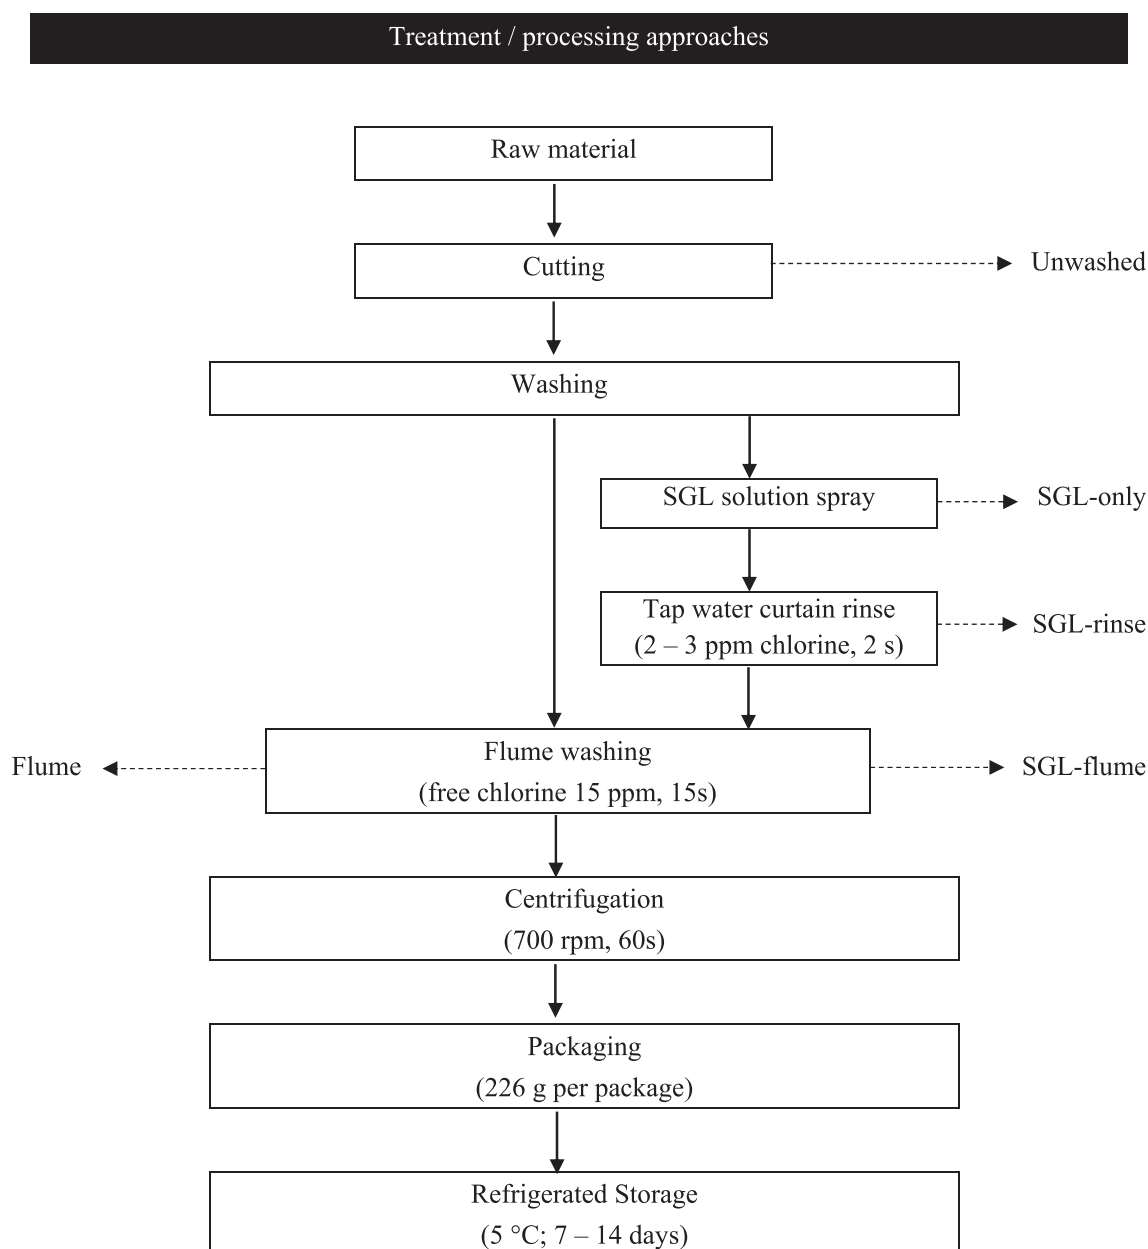 Treatment / processing approaches
Raw material
Cutting
Unwashed
Washing
SGL solution spray
SGL-only
Tap water curtain rinse
(2 – 3 ppm chlorine, 2 s)
SGL-rinse
Flume washing
(free chlorine 15 ppm, 15s)
Flume
SGL-flume
Centrifugation
(700 rpm, 60s)
Packaging
(226 g per package)
Refrigerated Storage
(5 °C; 7 – 14 days)